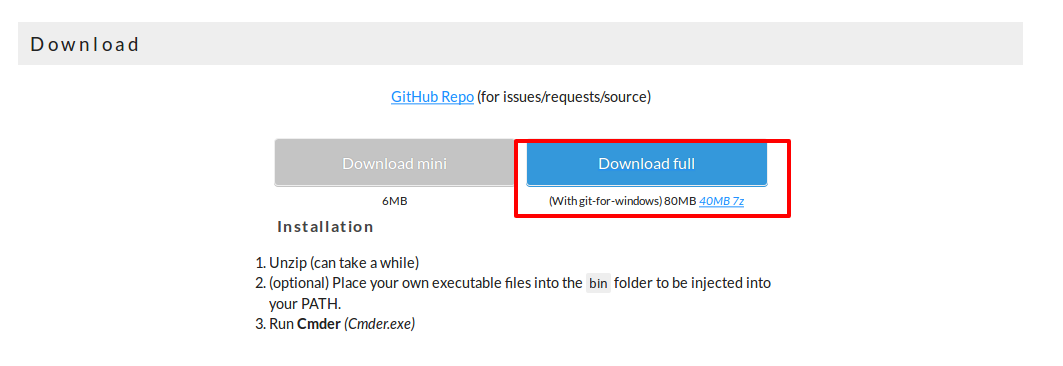 Download
GitHub Repo (for issues/requests/source)
Download mini
Download full
6MB
(With git-for-windows) 80MB 40MB 7z
Installation
1. Unzip (can take a while)
2. (optional) Place your own executable files into the bin folder to be injected into
your PATH.
3. Run Cmder (Cmder.exe)